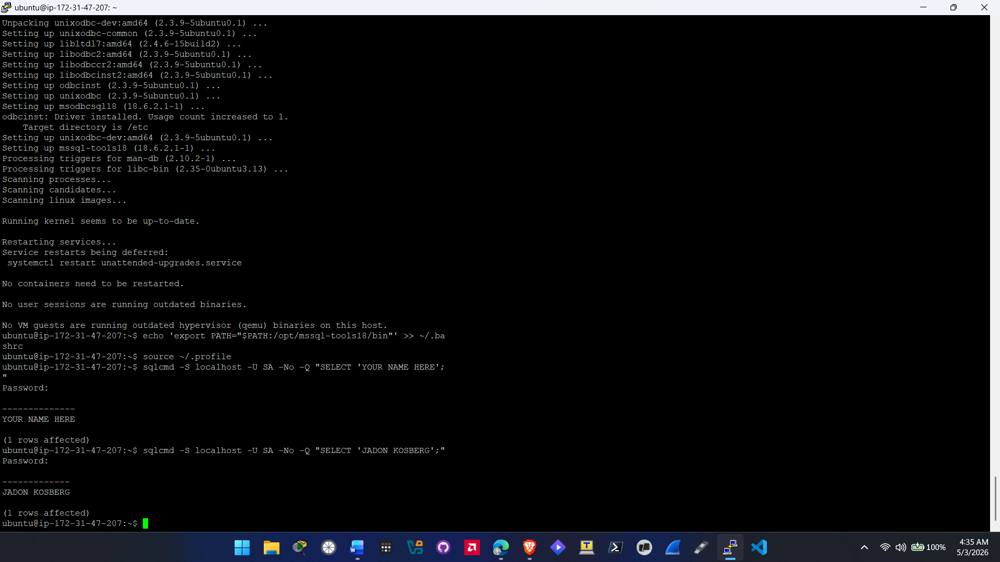 ubuntu@ip-172-31-47-207: ~
Unpacking unixodbc-dev:amd64 (2.3.9-5ubuntu0.1) ...
Setting up unixodbc-common (2.3.9-5ubuntu0.1) ...
Setting up libltdl7:amd64 (2.4.6-15build2) ...
Setting up libodbc2:amd64 (2.3.9-5ubuntu0.1) ...
Setting up libodbccr2:amd64 (2.3.9-5ubuntu0.1) ...
Setting up libodbcinst2:amd64 (2.3.9-5ubuntu0.1) ...
Setting up odbcinst (2.3.9-5ubuntu0.1) ...
Setting up unixodbc (2.3.9-5ubuntu0.1) ...
Setting up msodbcsql18 (18.6.2.1-1) ...
odbcinst: Driver installed. Usage count increased to 1.
    Target directory is /etc
Setting up unixodbc-dev:amd64 (2.3.9-5ubuntu0.1) ...
Setting up mssql-tools18 (18.6.2.1-1) ...
Processing triggers for man-db (2.10.2-1) ...
Processing triggers for libc-bin (2.35-0ubuntu3.13) ...
Scanning processes...
Scanning candidates...
Scanning linux images...
Running kernel seems to be up-to-date.
Restarting services...
Service restarts being deferred:
 systemctl restart unattended-upgrades.service
No containers need to be restarted.
No user sessions are running outdated binaries.
No VM guests are running outdated hypervisor (qemu) binaries on this host.
ubuntu@ip-172-31-47-207:~$ echo 'export PATH="$PATH:/opt/mssql-tools18/bin"' >> ~/.ba
shrc
ubuntu@ip-172-31-47-207:~$ source ~/.profile
ubuntu@ip-172-31-47-207:~$ sqlcmd -S localhost -U SA -No -Q "SELECT 'YOUR NAME HERE';
"
Password:
--------------
YOUR NAME HERE
(1 rows affected)
ubuntu@ip-172-31-47-207:~$ sqlcmd -S localhost -U SA -No -Q "SELECT 'JADON KOSBERG';"
Password:
-------------
JADON KOSBERG
(1 rows affected)
ubuntu@ip-172-31-47-207:~$
100%
4:35 AM
5/3/2026